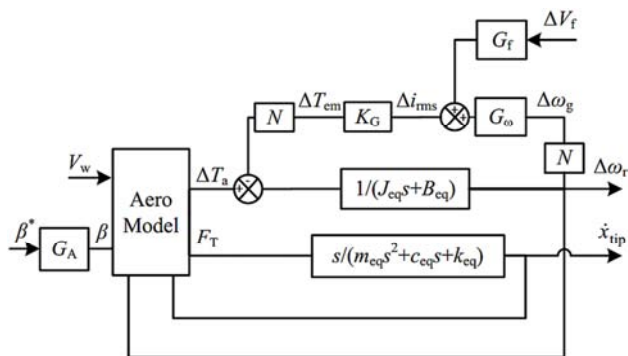 G_f
ΔV_f
N
ΔT_em
K_G
Δi_rms
+
+
G_ω
Δω_g
N
V_w
Aero
Model
ΔT_a
+
-
1/(J_eq s+B_eq)
Δω_r
β*
G_A
β
F_T
s/(m_eq s²+c_eq s+k_eq)
ẋ_tip